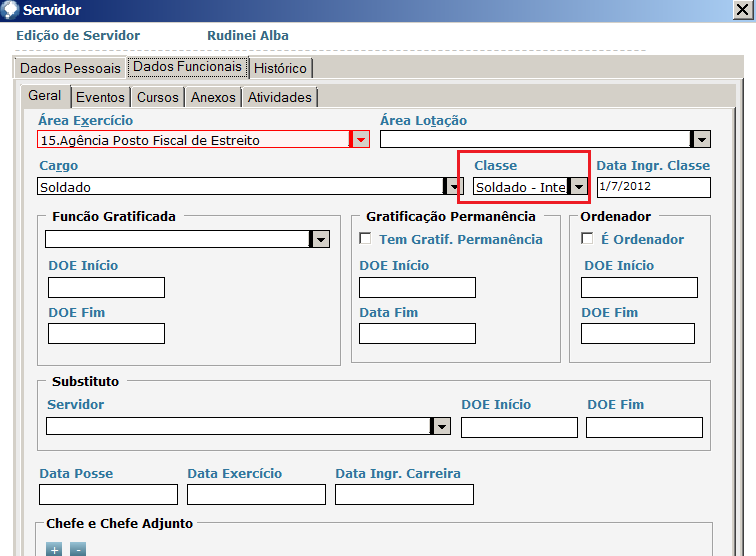 Servidor
Edição de Servidor Rudinei Alba
Dados Pessoais Dados Funcionais Histórico
Geral Eventos Cursos Anexos Atividades
Área Exercício Área Lotação
15.Agência Posto Fiscal de Estreito
Cargo Classe Data Ingr. Classe
Soldado Soldado - Inte 1/7/2012
Funcão Gratificada Gratificação Permanência Ordenador
Tem Gratif. Permanência É Ordenador
DOE Início DOE Início DOE Início
DOE Fim Data Fim DOE Fim
Substituto
Servidor DOE Início DOE Fim
Data Posse Data Exercício Data Ingr. Carreira
Chefe e Chefe Adjunto
+ -